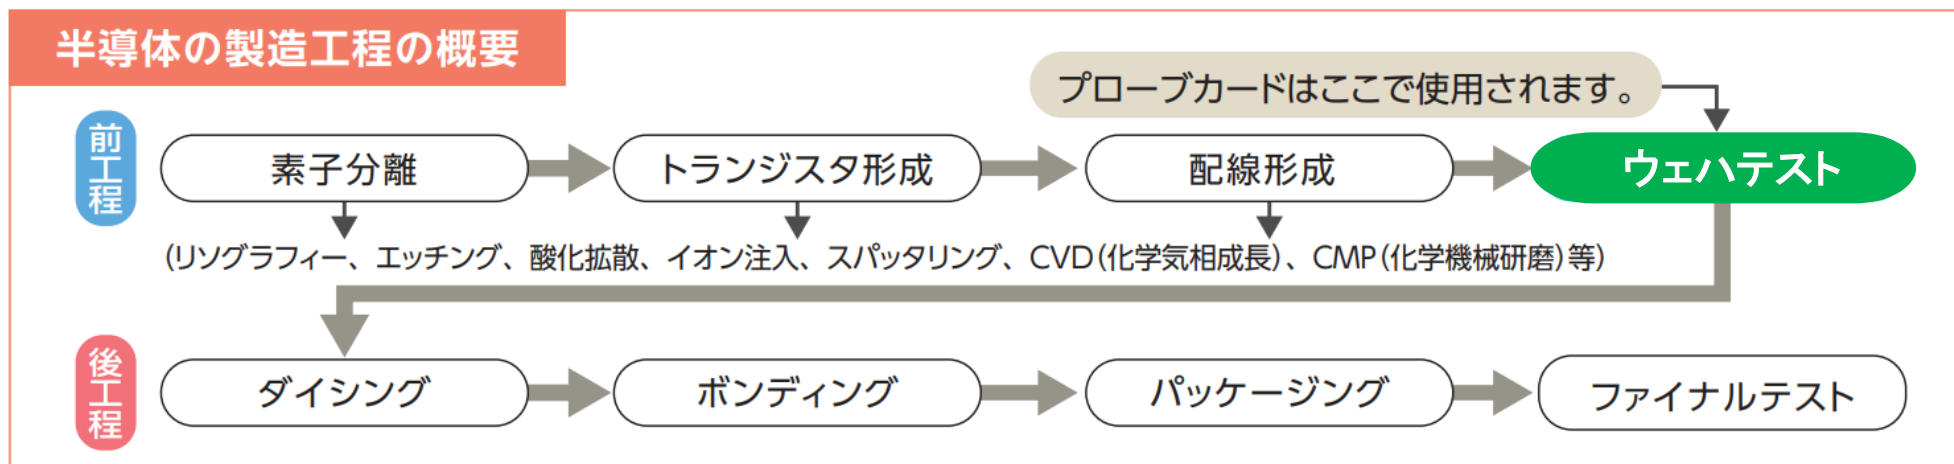 半導体の製造工程の概要
プローブカードはここで使用されます。
前工程
素子分離
トランジスタ形成
配線形成
ウェハテスト
(リソグラフィー、エッチング、酸化拡散、イオン注入、スパッタリング、CVD(化学気相成長)、CMP(化学機械研磨)等)
後工程
ダイシング
ボンディング
パッケージング
ファイナルテスト